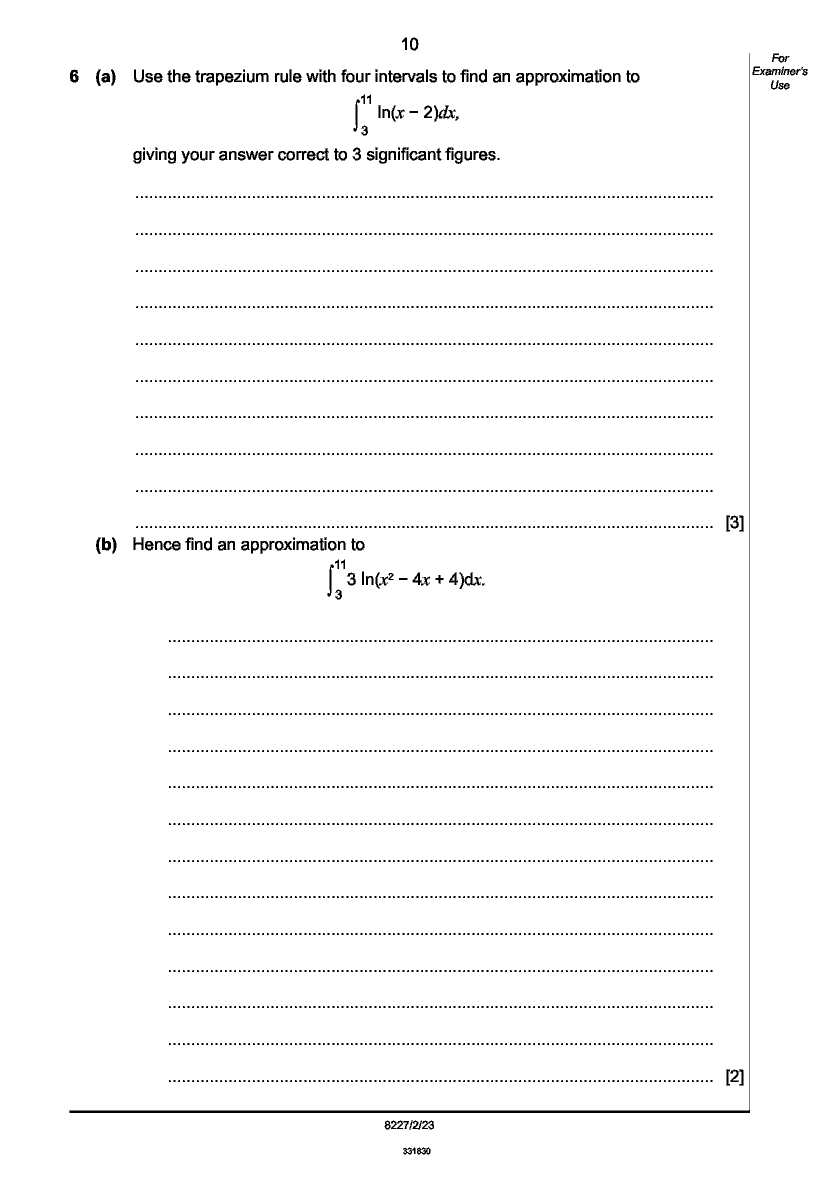 10
For
Examiner's
Use
6 (a) Use the trapezium rule with four intervals to find an approximation to
∫₃¹¹ ln(x − 2)dx,
giving your answer correct to 3 significant figures.
[3]
(b) Hence find an approximation to
∫₃¹¹ 3 ln(x² − 4x + 4)dx.
[2]
8227/2/23
331830